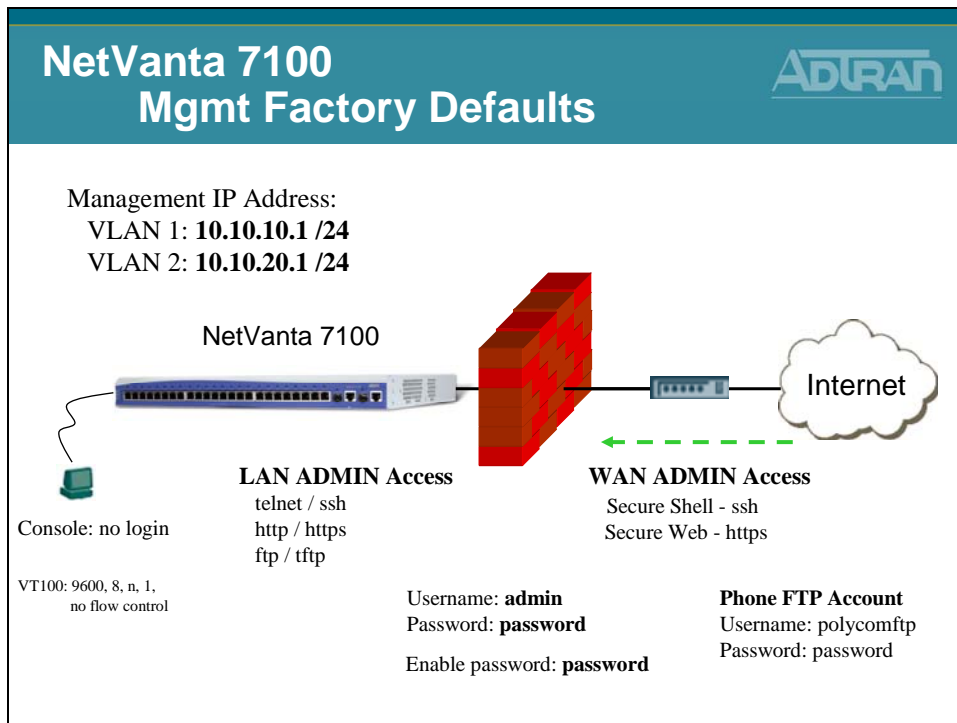 NetVanta 7100
Mgmt Factory Defaults
ADTRAN
Management IP Address:
VLAN 1: 10.10.10.1 /24
VLAN 2: 10.10.20.1 /24
NetVanta 7100
Internet
LAN ADMIN Access
telnet / ssh
http / https
ftp / tftp
WAN ADMIN Access
Secure Shell - ssh
Secure Web - https
Console: no login
VT100: 9600, 8, n, 1,
no flow control
Username: admin
Password: password
Enable password: password
Phone FTP Account
Username: polycomftp
Password: password